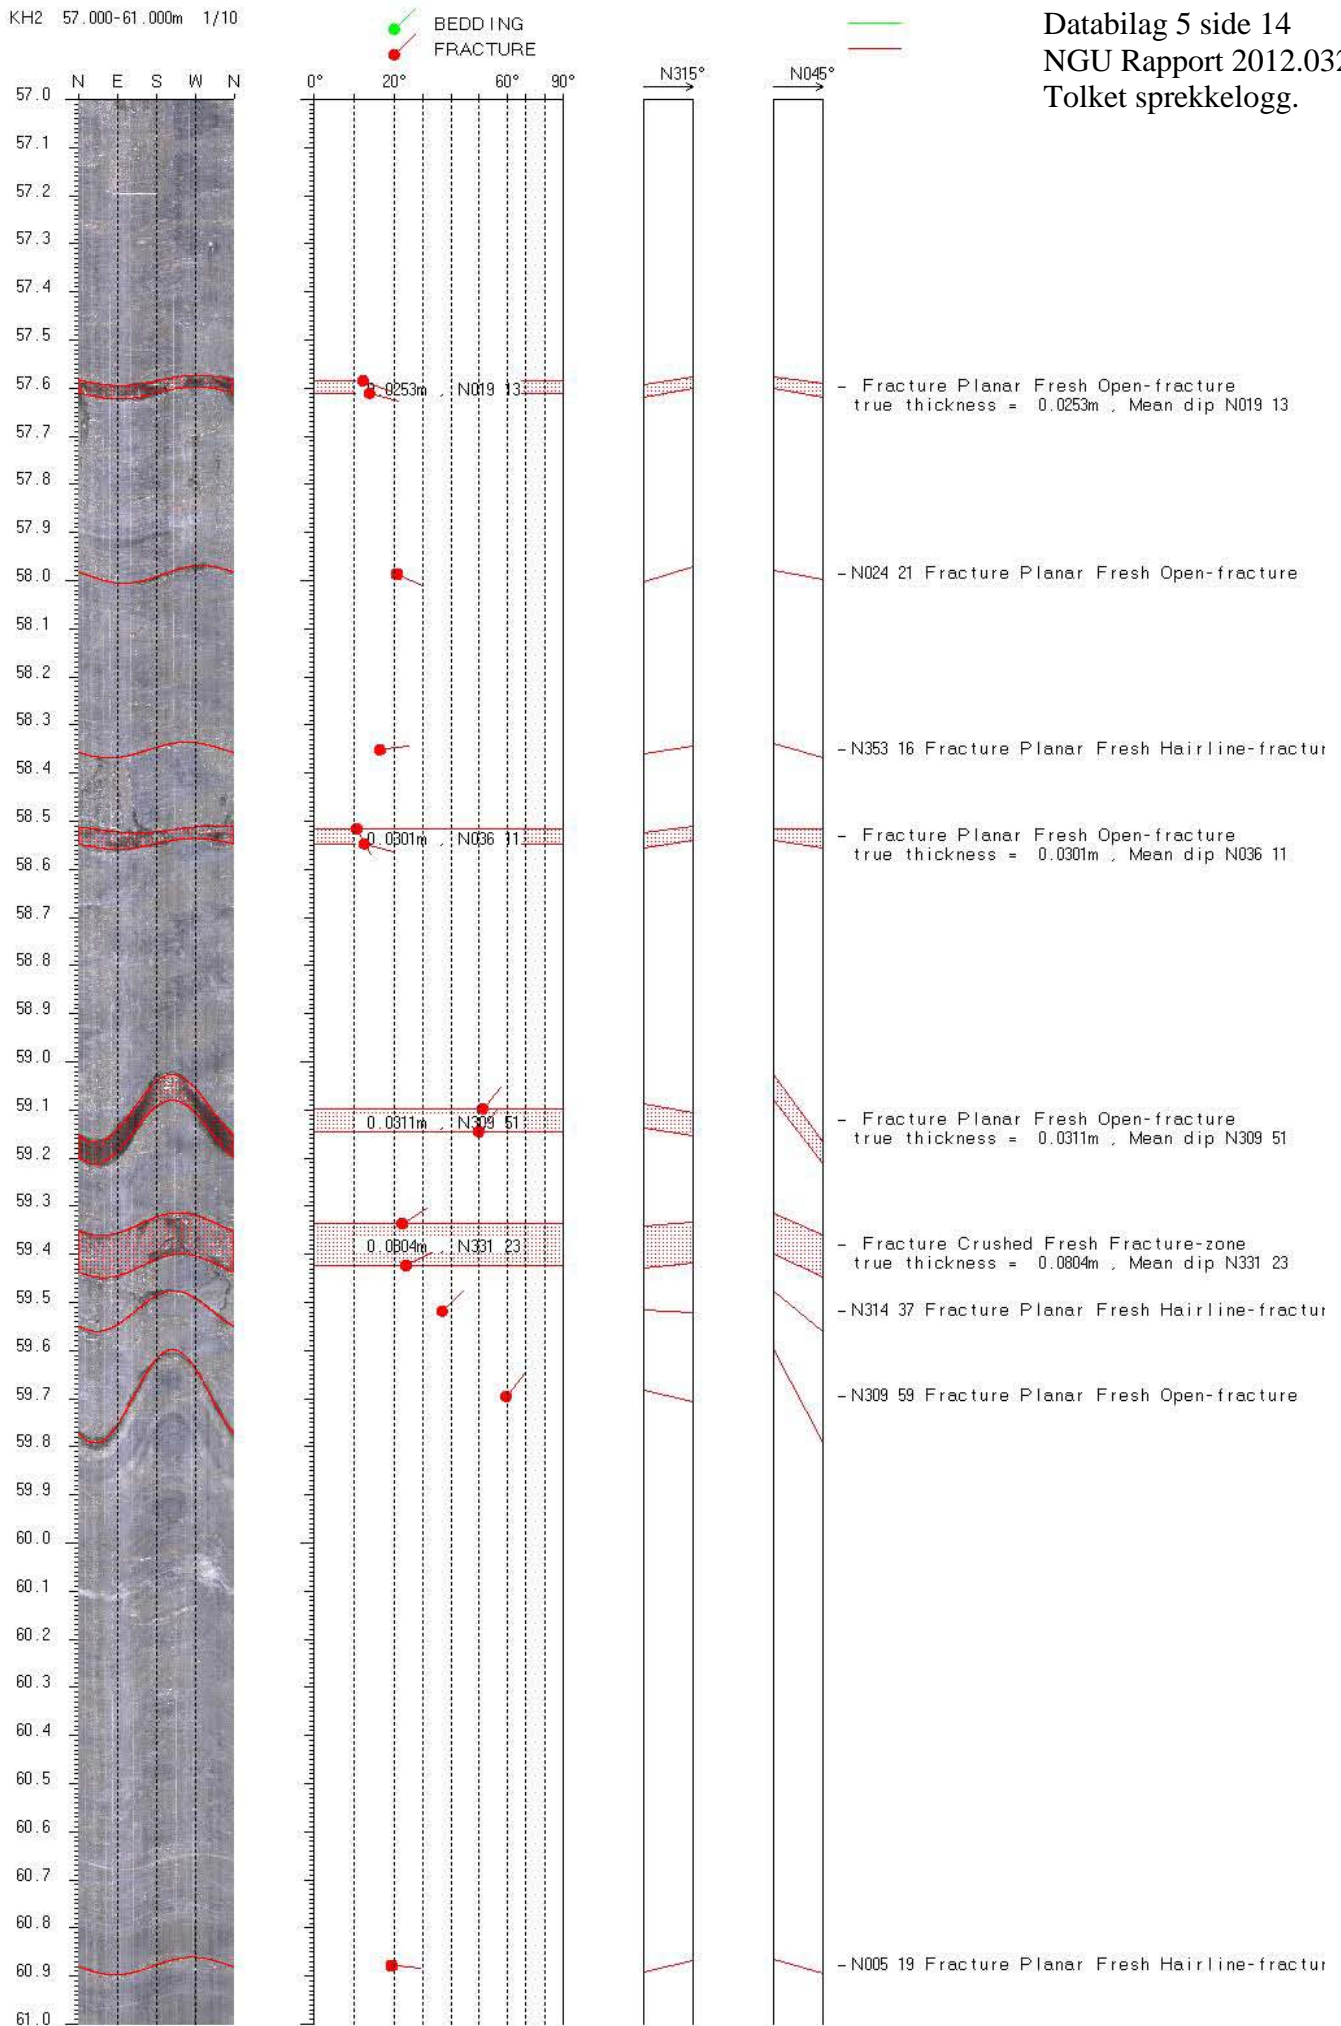 KH2 57.000-61.000m 1/10
BEDDING
FRACTURE
Databilag 5 side 14
NGU Rapport 2012.032
Tolket sprekkelogg.
N E S W N
0° 20° 60° 90°
N315°
N045°
57.0
57.1
57.2
57.3
57.4
57.5
57.6
0.0253m , N019 13
- Fracture Planar Fresh Open-fracture
true thickness = 0.0253m , Mean dip N019 13
57.7
57.8
57.9
58.0
-N024 21 Fracture Planar Fresh Open-fracture
58.1
58.2
58.3
-N353 16 Fracture Planar Fresh Hairline-fractur
58.4
58.5
0.0301m , N036 11
- Fracture Planar Fresh Open-fracture
true thickness = 0.0301m , Mean dip N036 11
58.6
58.7
58.8
58.9
59.0
59.1
0.0311m , N309 51
- Fracture Planar Fresh Open-fracture
true thickness = 0.0311m , Mean dip N309 51
59.2
59.3
59.4
0.0804m , N331 23
- Fracture Crushed Fresh Fracture-zone
true thickness = 0.0804m , Mean dip N331 23
59.5
-N314 37 Fracture Planar Fresh Hairline-fractur
59.6
59.7
-N309 59 Fracture Planar Fresh Open-fracture
59.8
59.9
60.0
60.1
60.2
60.3
60.4
60.5
60.6
60.7
60.8
60.9
-N005 19 Fracture Planar Fresh Hairline-fractur
61.0